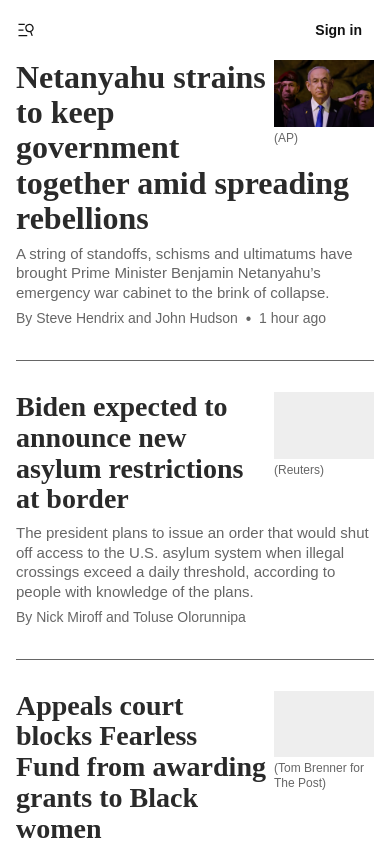 Sign in
Netanyahu strains
to keep
government
together amid spreading
rebellions
(AP)
A string of standoffs, schisms and ultimatums have
brought Prime Minister Benjamin Netanyahu’s
emergency war cabinet to the brink of collapse.
By Steve Hendrix and John Hudson • 1 hour ago
Biden expected to
announce new
asylum restrictions
at border
(Reuters)
The president plans to issue an order that would shut
off access to the U.S. asylum system when illegal
crossings exceed a daily threshold, according to
people with knowledge of the plans.
By Nick Miroff and Toluse Olorunnipa
Appeals court
blocks Fearless
Fund from awarding
grants to Black
women
(Tom Brenner for
The Post)